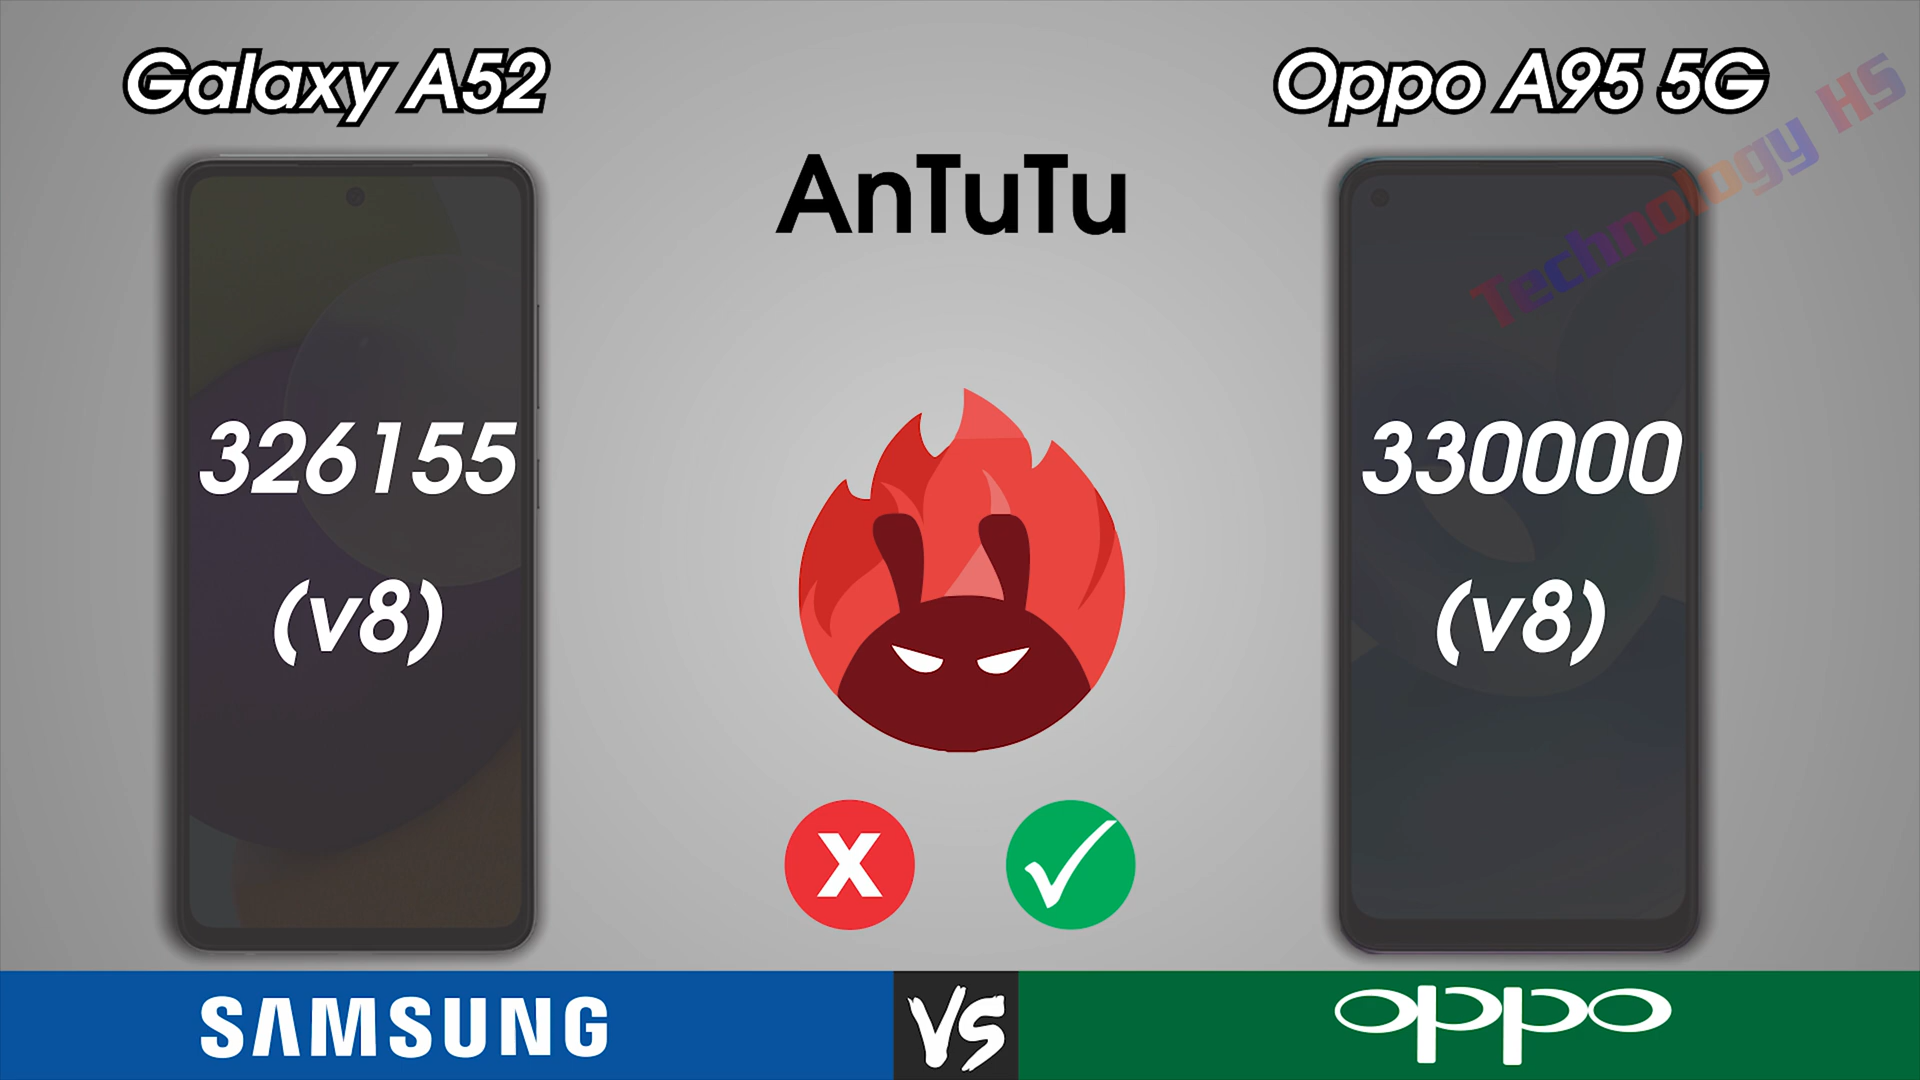 Galaxy A52
Oppo A95 5G
Technology HS
AnTuTu
326155
(v8)
330000
(v8)
X
SAMSUNG
VS
oppo